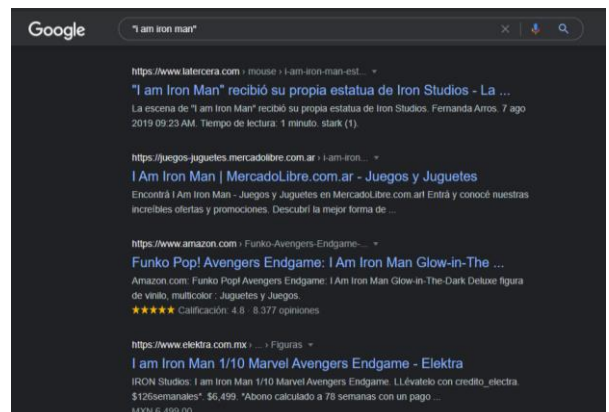 Google
"i am iron man"
https://www.latercera.com › mouse › i-am-iron-man-est...
"I am Iron Man" recibió su propia estatua de Iron Studios - La ...
La escena de "I am Iron Man" recibió su propia estatua de Iron Studios. Fernanda Arros. 7 ago
2019 09:23 AM. Tiempo de lectura: 1 minuto. stark (1).
https://juegos-juguetes.mercadolibre.com.ar › i-am-iron...
I Am Iron Man | MercadoLibre.com.ar - Juegos y Juguetes
Encontrá I Am Iron Man - Juegos y Juguetes en MercadoLibre.com.ar! Entrá y conocé nuestras
increíbles ofertas y promociones. Descubrí la mejor forma de ...
https://www.amazon.com › Funko-Avengers-Endgame-...
Funko Pop! Avengers Endgame: I Am Iron Man Glow-in-The ...
Amazon.com: Funko Pop! Avengers Endgame: I Am Iron Man Glow-in-The-Dark Deluxe figura
de vinilo, multicolor : Juguetes y Juegos.
★★★★★ Calificación: 4.8 · 8.377 opiniones
https://www.elektra.com.mx › ... › Figuras
I am Iron Man 1/10 Marvel Avengers Endgame - Elektra
IRON Studios: I am Iron Man 1/10 Marvel Avengers Endgame. LLévatelo con credito_electra.
$126semanales*. $6,499. *Abono calculado a 78 semanas con un pago ...
MXN 6,499.00